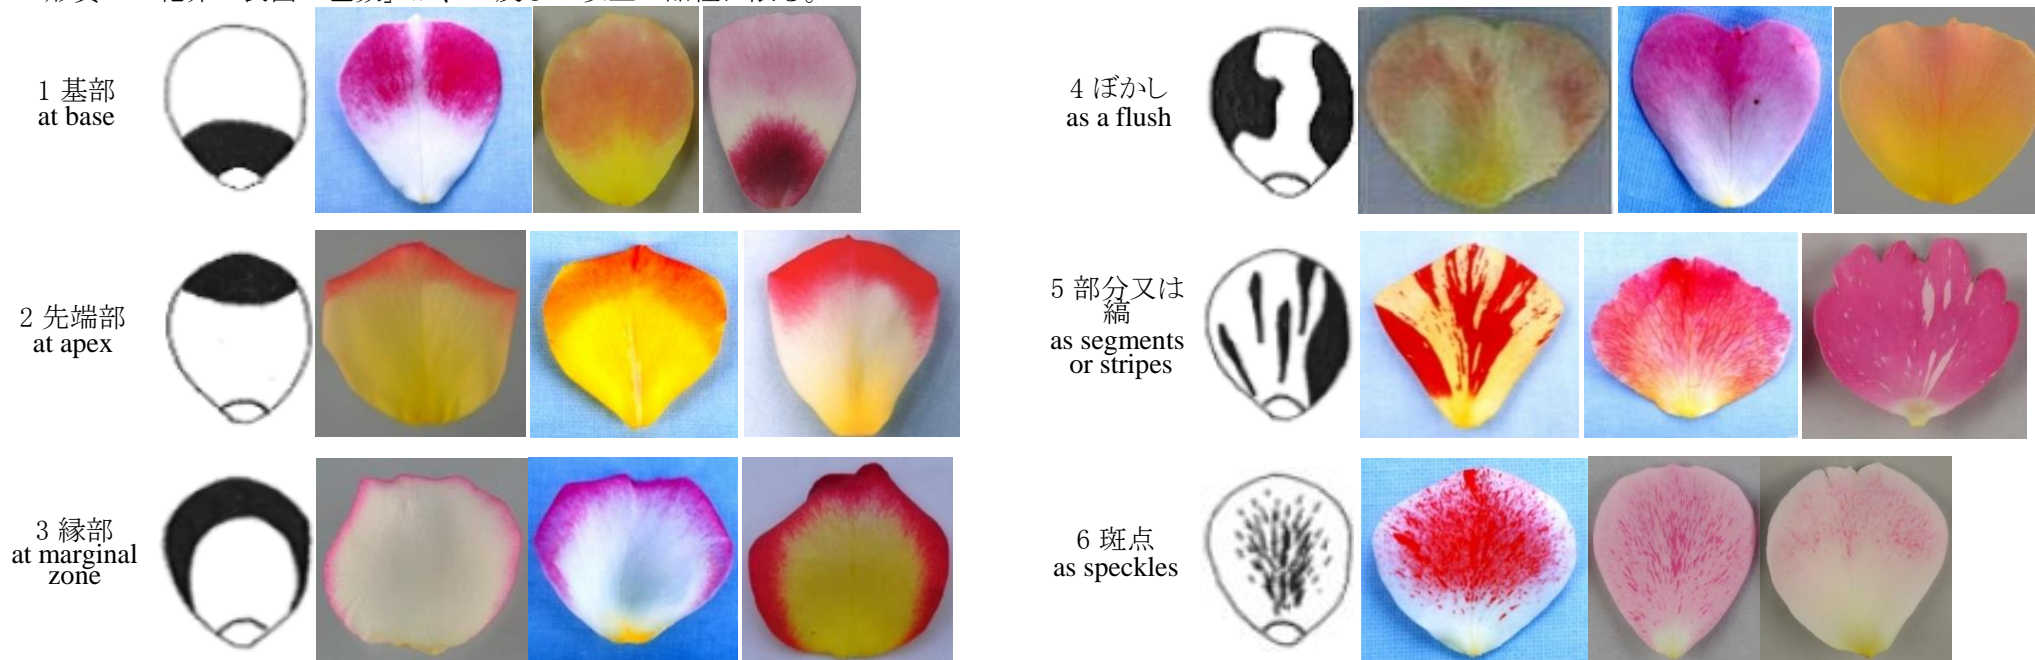 1 基部
at base
2 先端部
at apex
3 縁部
at marginal
zone
4 ぼかし
as a flush
5 部分又は
縞
as segments
or stripes
6 斑点
as speckles